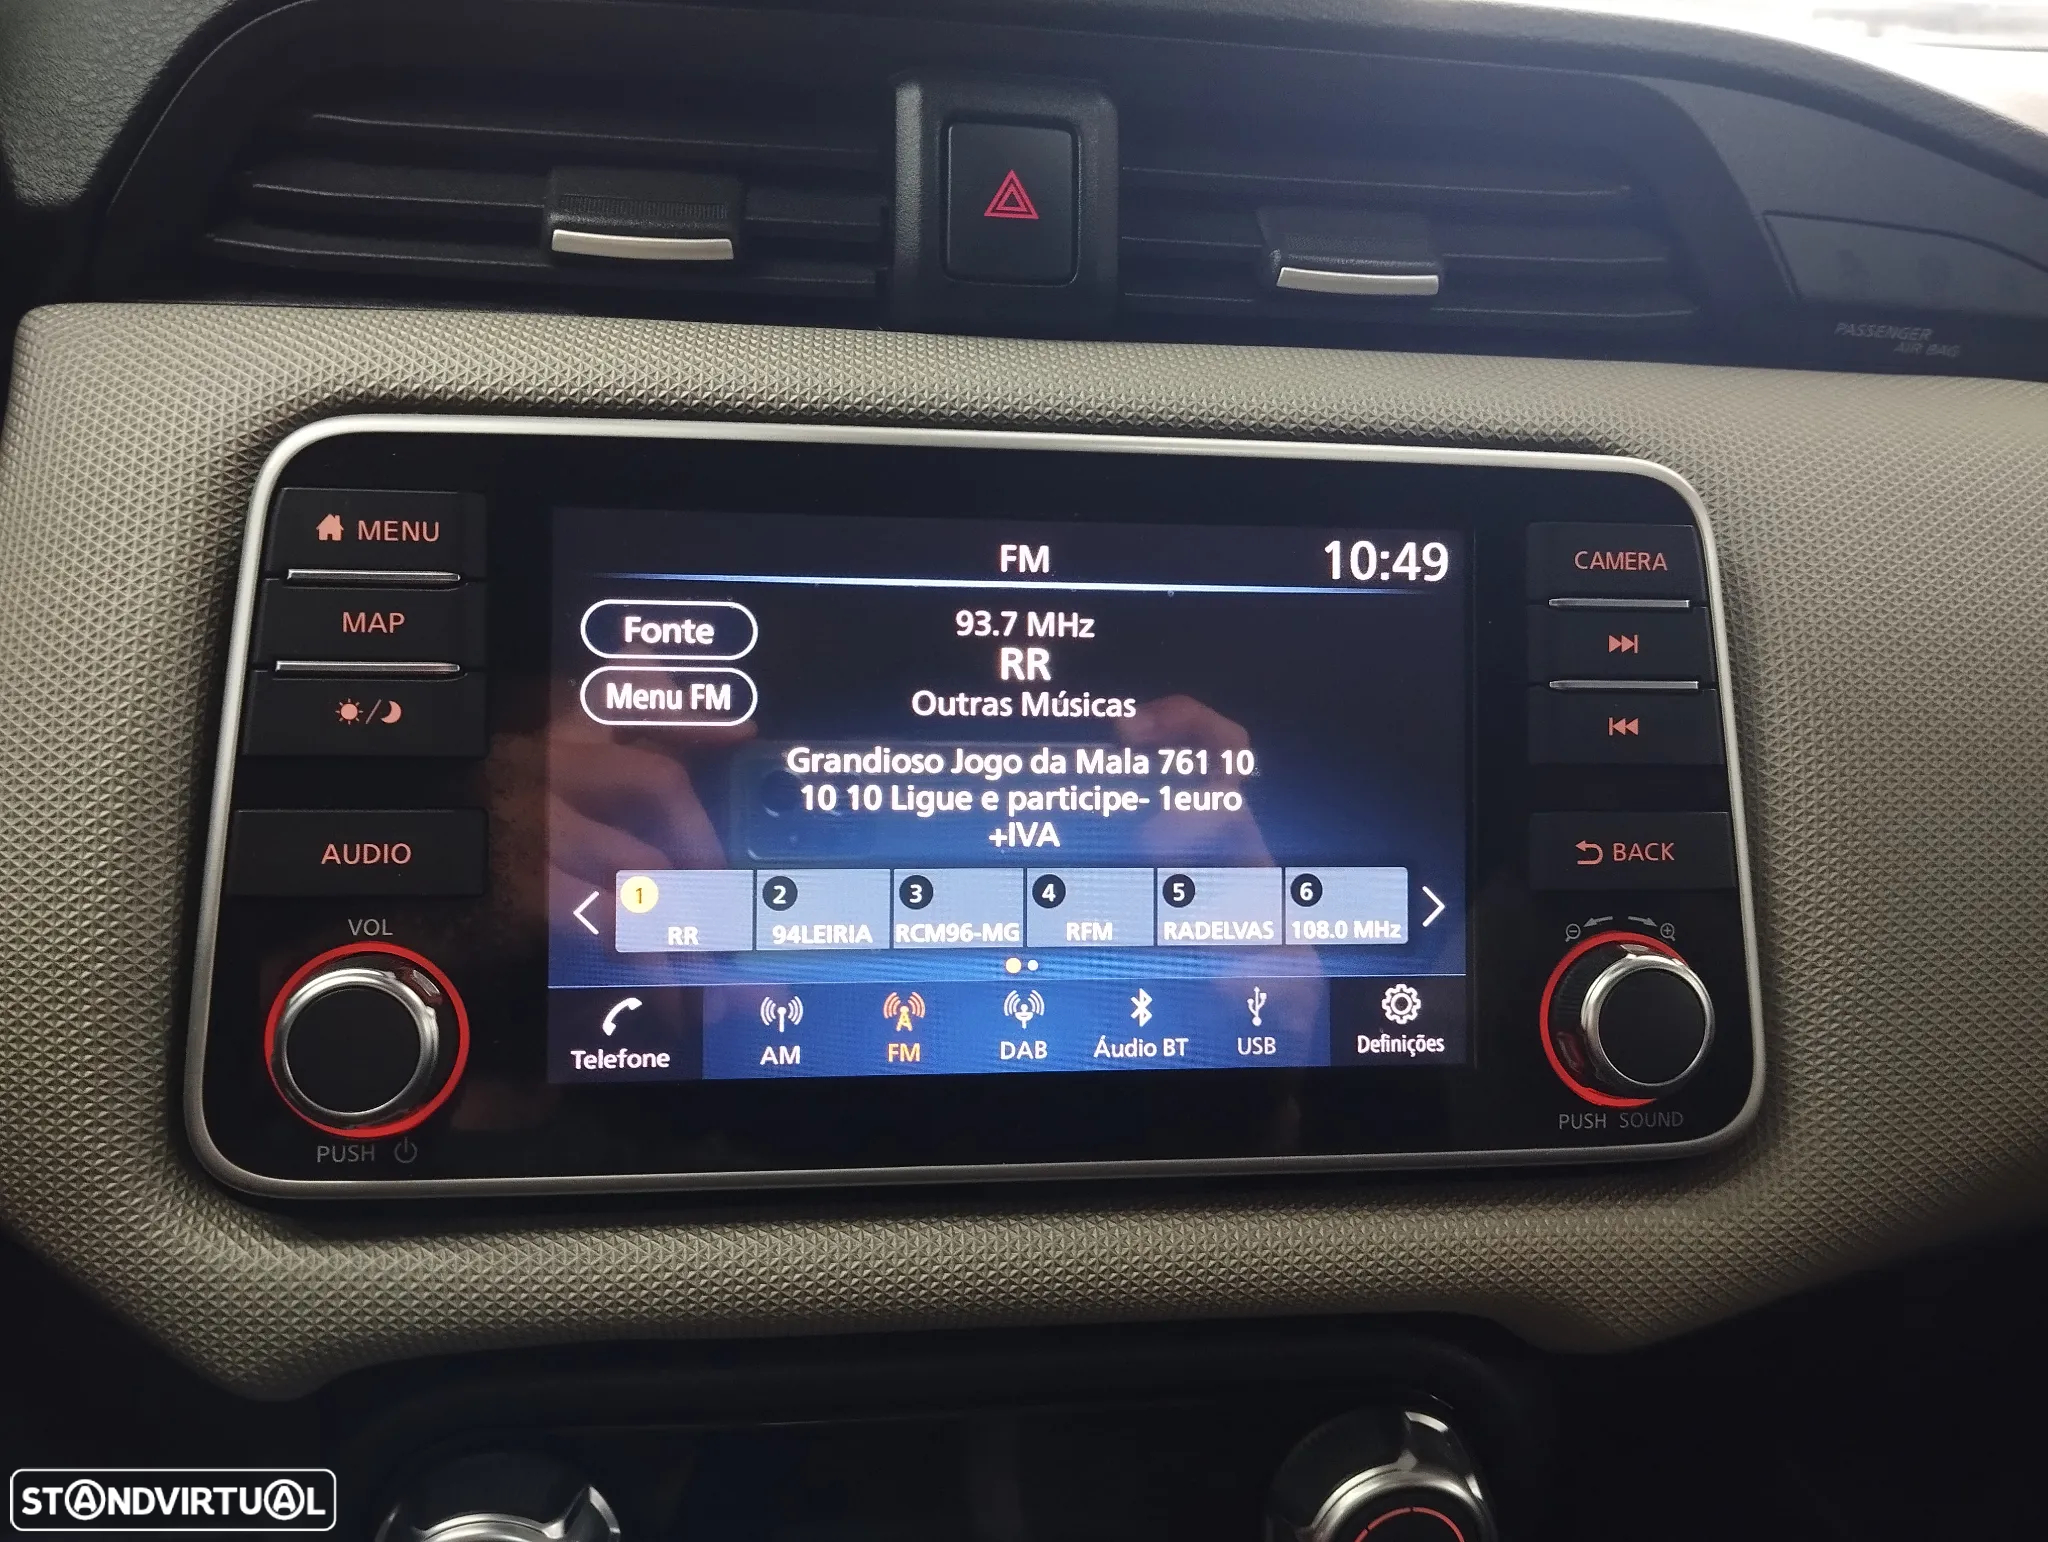 PASSENGER
AIR BAG
MENU
MAP
AUDIO
VOL
PUSH
FM
10:49
Fonte
Menu FM
93.7 MHz
RR
Outras Músicas
Grandioso Jogo da Mala 761 10
10 10 Ligue e participe- 1euro
+IVA
1 RR
2 94LEIRIA
3 RCM96-MG
4 RFM
5 RADELVAS
6 108.0 MHz
Telefone
AM
FM
DAB
Áudio BT
USB
Definições
CAMERA
BACK
PUSH SOUND
STANDVIRTUAL